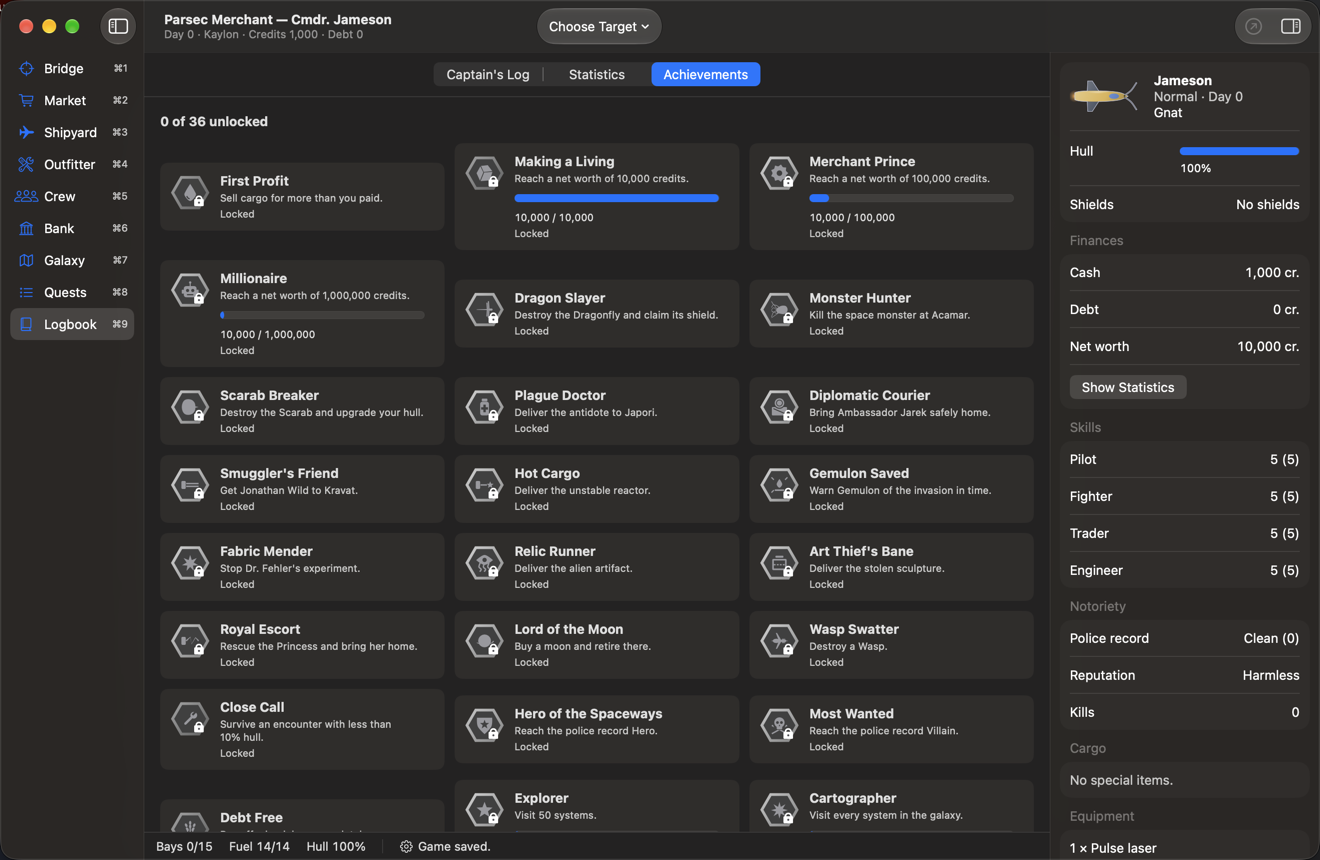 Parsec Merchant — Cmdr. Jameson
Day 0 · Kaylon · Credits 1,000 · Debt 0
Choose Target
Bridge ⌘1
Market ⌘2
Shipyard ⌘3
Outfitter ⌘4
Crew ⌘5
Bank ⌘6
Galaxy ⌘7
Quests ⌘8
Logbook ⌘9
Captain's Log
Statistics
Achievements
0 of 36 unlocked
First Profit
Sell cargo for more than you paid.
Locked
Making a Living
Reach a net worth of 10,000 credits.
10,000 / 10,000
Locked
Merchant Prince
Reach a net worth of 100,000 credits.
10,000 / 100,000
Locked
Millionaire
Reach a net worth of 1,000,000 credits.
10,000 / 1,000,000
Locked
Dragon Slayer
Destroy the Dragonfly and claim its shield.
Locked
Monster Hunter
Kill the space monster at Acamar.
Locked
Scarab Breaker
Destroy the Scarab and upgrade your hull.
Locked
Plague Doctor
Deliver the antidote to Japori.
Locked
Diplomatic Courier
Bring Ambassador Jarek safely home.
Locked
Smuggler's Friend
Get Jonathan Wild to Kravat.
Locked
Hot Cargo
Deliver the unstable reactor.
Locked
Gemulon Saved
Warn Gemulon of the invasion in time.
Locked
Fabric Mender
Stop Dr. Fehler's experiment.
Locked
Relic Runner
Deliver the alien artifact.
Locked
Art Thief's Bane
Deliver the stolen sculpture.
Locked
Royal Escort
Rescue the Princess and bring her home.
Locked
Lord of the Moon
Buy a moon and retire there.
Locked
Wasp Swatter
Destroy a Wasp.
Locked
Close Call
Survive an encounter with less than
10% hull.
Locked
Hero of the Spaceways
Reach the police record Hero.
Locked
Most Wanted
Reach the police record Villain.
Locked
Debt Free
Explorer
Visit 50 systems.
Cartographer
Visit every system in the galaxy.
Bays 0/15 Fuel 14/14 Hull 100% Game saved.
Jameson
Normal · Day 0
Gnat
Hull
100%
Shields No shields
Finances
Cash 1,000 cr.
Debt 0 cr.
Net worth 10,000 cr.
Show Statistics
Skills
Pilot 5 (5)
Fighter 5 (5)
Trader 5 (5)
Engineer 5 (5)
Notoriety
Police record Clean (0)
Reputation Harmless
Kills 0
Cargo
No special items.
Equipment
1 × Pulse laser